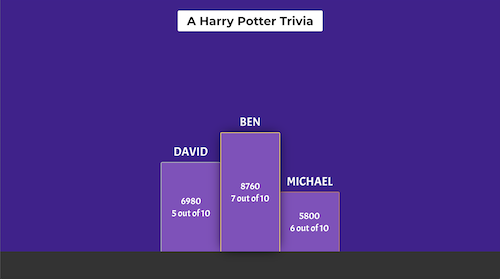 A Harry Potter Trivia
BEN
8760
7 out of 10
DAVID
6980
5 out of 10
MICHAEL
5800
6 out of 10